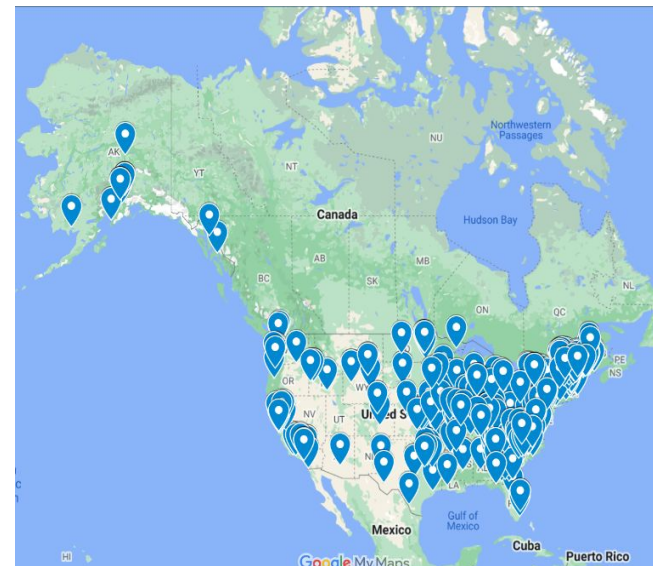 Northwestern
Passages
AK
YT
NU
NT
Canada
Hudson Bay
AB
MB
BC
SK
NL
ON
QC
PE
NS
OR
WY
NV
UT
United S
LA
Gulf of
Mexico
Mexico
Cuba
Puerto Rico
HI
Google My Maps